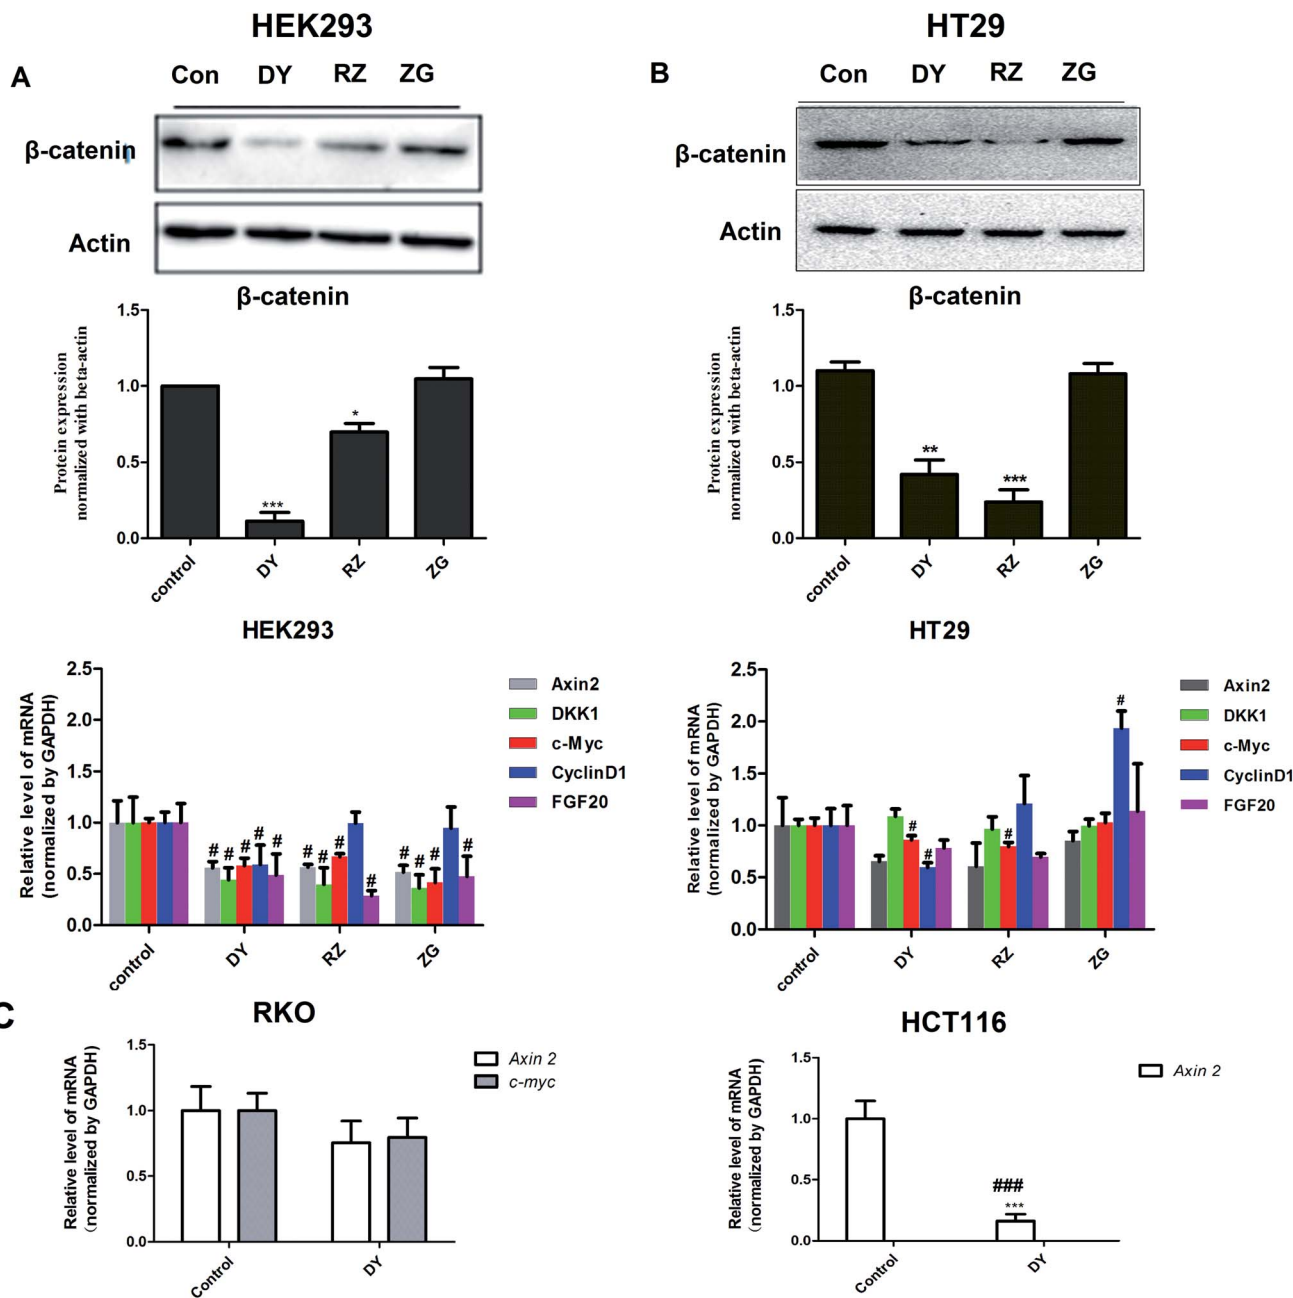 HEK293
HT29
A
Con DY RZ ZG
β-catenin
Actin
B
Con DY RZ ZG
β-catenin
Actin
β-catenin
Protein expression
normalized with beta-actin
1.5
1.0
0.5
0.0
***
*
control DY RZ ZG
β-catenin
Protein expression
normalized with beta-actin
1.5
1.0
0.5
0.0
**
***
control DY RZ ZG
HEK293
Relative level of mRNA
(normalized by GAPDH)
2.5
2.0
1.5
1.0
0.5
0.0
# # # # # # # # # # # # #
control DY RZ ZG
Axin2
DKK1
c-Myc
CyclinD1
FGF20
HT29
Relative level of mRNA
(normalized by GAPDH)
2.5
2.0
1.5
1.0
0.5
0.0
# # # #
control DY RZ ZG
Axin2
DKK1
c-Myc
CyclinD1
FGF20
C
RKO
Relative level of mRNA
(normalized by GAPDH)
1.5
1.0
0.5
0.0
Control DY
Axin 2
c-myc
HCT116
Relative level of mRNA
(normalized by GAPDH)
1.5
1.0
0.5
0.0
###
***
Control DY
Axin 2